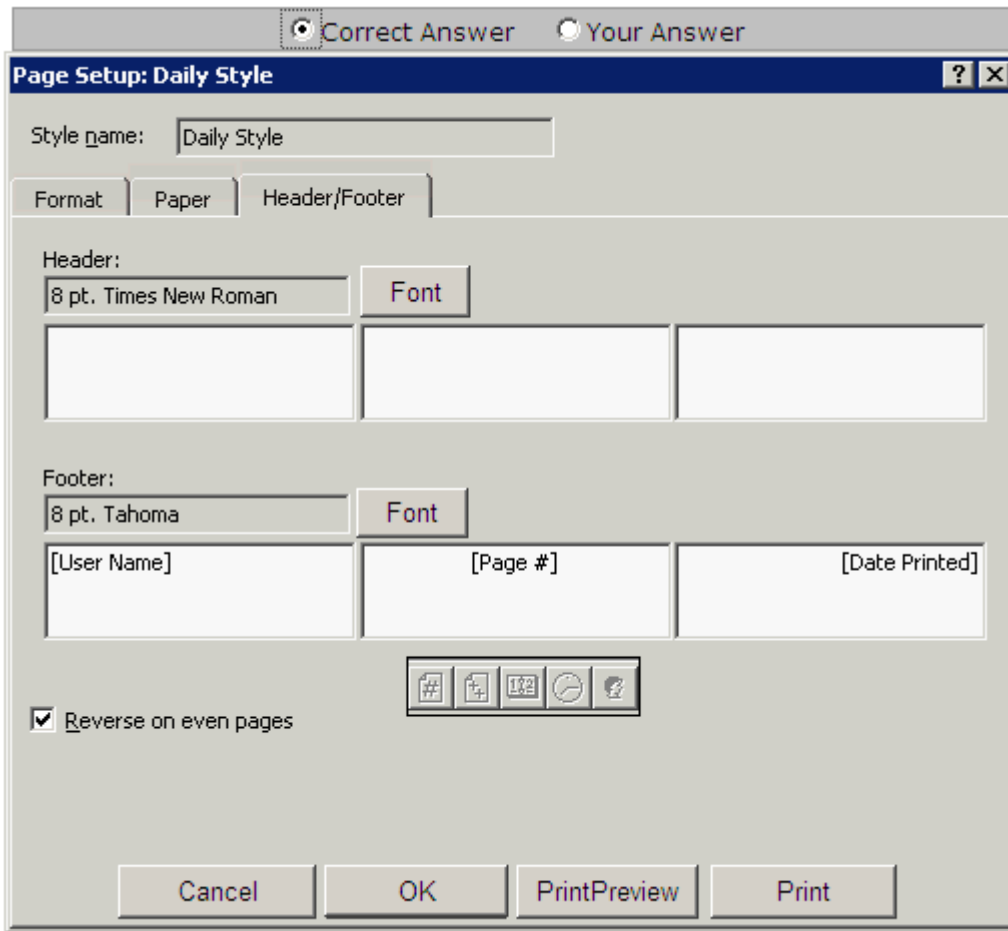 Correct Answer Your Answer
Page Setup: Daily Style
Style name: Daily Style
Format Paper Header/Footer
Header:
8 pt. Times New Roman Font
Footer:
8 pt. Tahoma Font
[User Name] [Page #] [Date Printed]
#
Reverse on even pages
Cancel OK PrintPreview Print